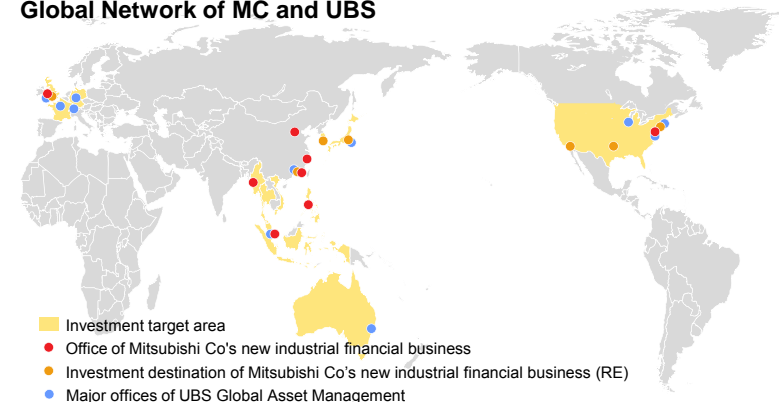 Global Network of MC and UBS
Investment target area
Office of Mitsubishi Co's new industrial financial business
Investment destination of Mitsubishi Co’s new industrial financial business (RE)
Major offices of UBS Global Asset Management